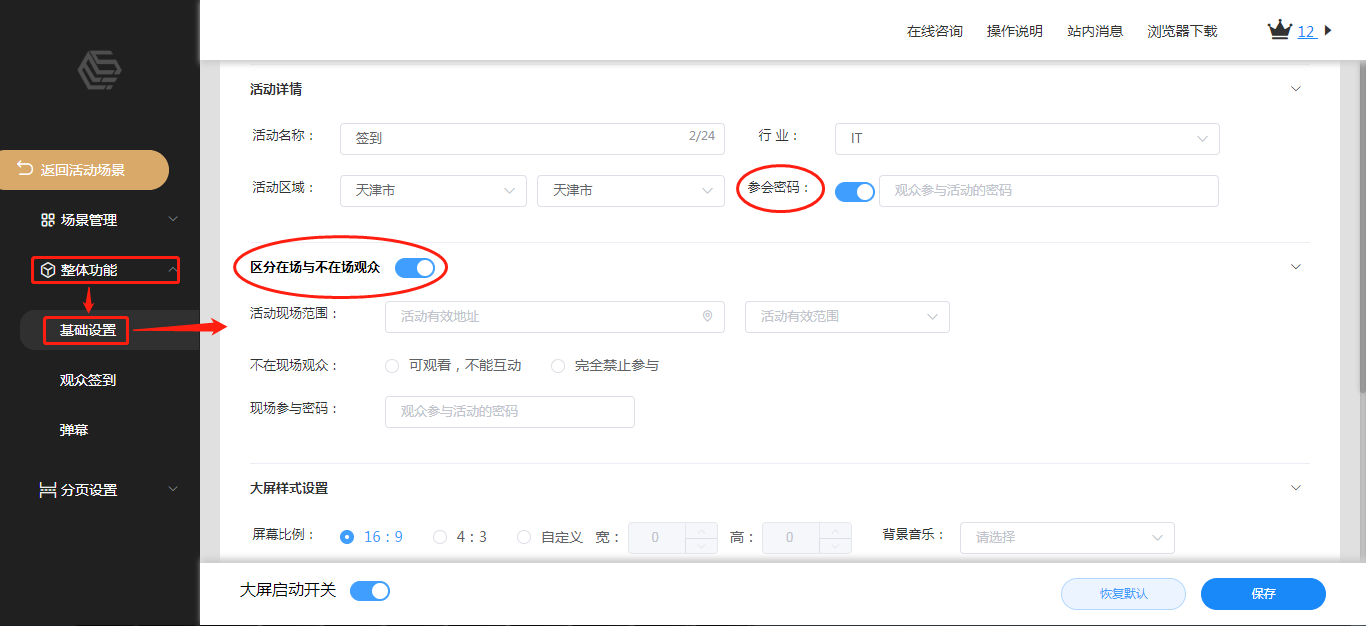 在线咨询 操作说明 站内消息 浏览器下载 12
返回活动场景
场景管理
整体功能
基础设置
观众签到
弹幕
分页设置
活动详情
活动名称： 签到 2/24 行 业： IT
活动区域： 天津市 天津市 参会密码： 观众参与活动的密码
区分在场与不在场观众
活动现场范围： 活动有效地址 活动有效范围
不在现场观众： 可观看，不能互动 完全禁止参与
现场参与密码： 观众参与活动的密码
大屏样式设置
屏幕比例： 16：9 4：3 自定义 宽： 0 高： 0 背景音乐： 请选择
大屏启动开关 恢复默认 保存